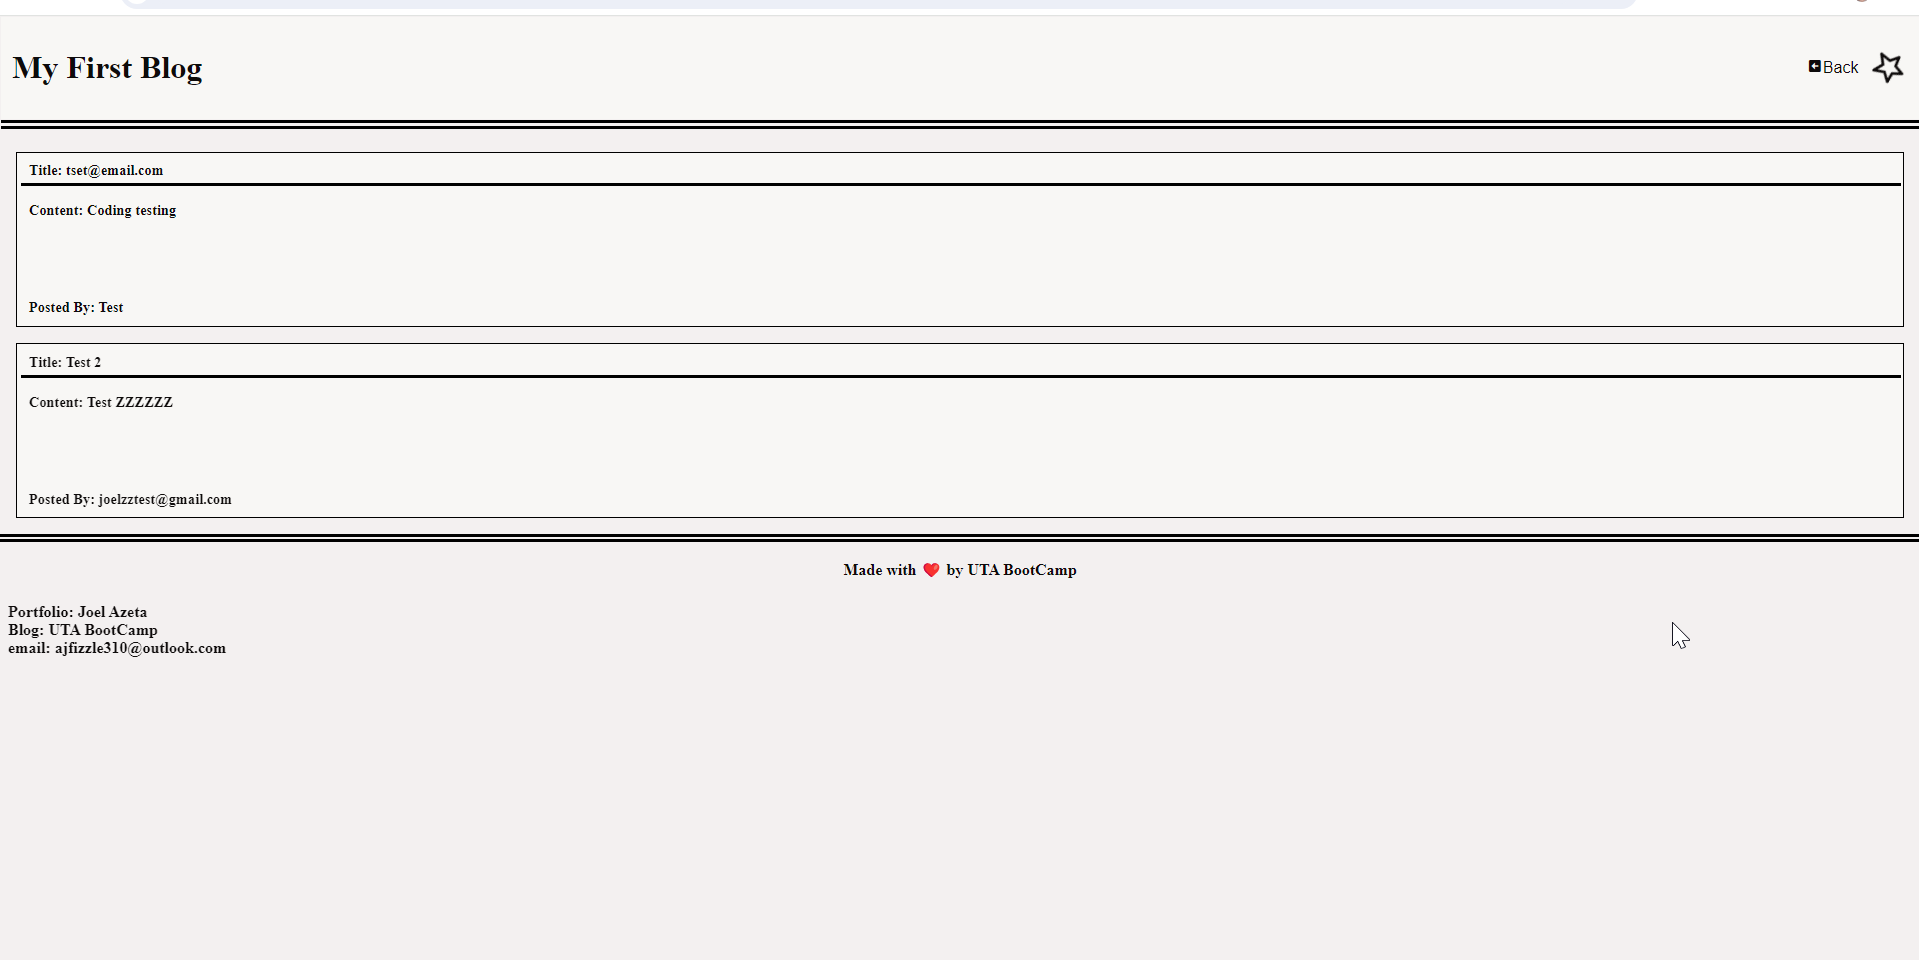 My First Blog
Back
Title: tset@email.com
Content: Coding testing
Posted By: Test
Title: Test 2
Content: Test ZZZZZZ
Posted By: joelzztest@gmail.com
Made with ❤️ by UTA BootCamp
Portfolio: Joel Azeta
Blog: UTA BootCamp
email: ajfizzle310@outlook.com